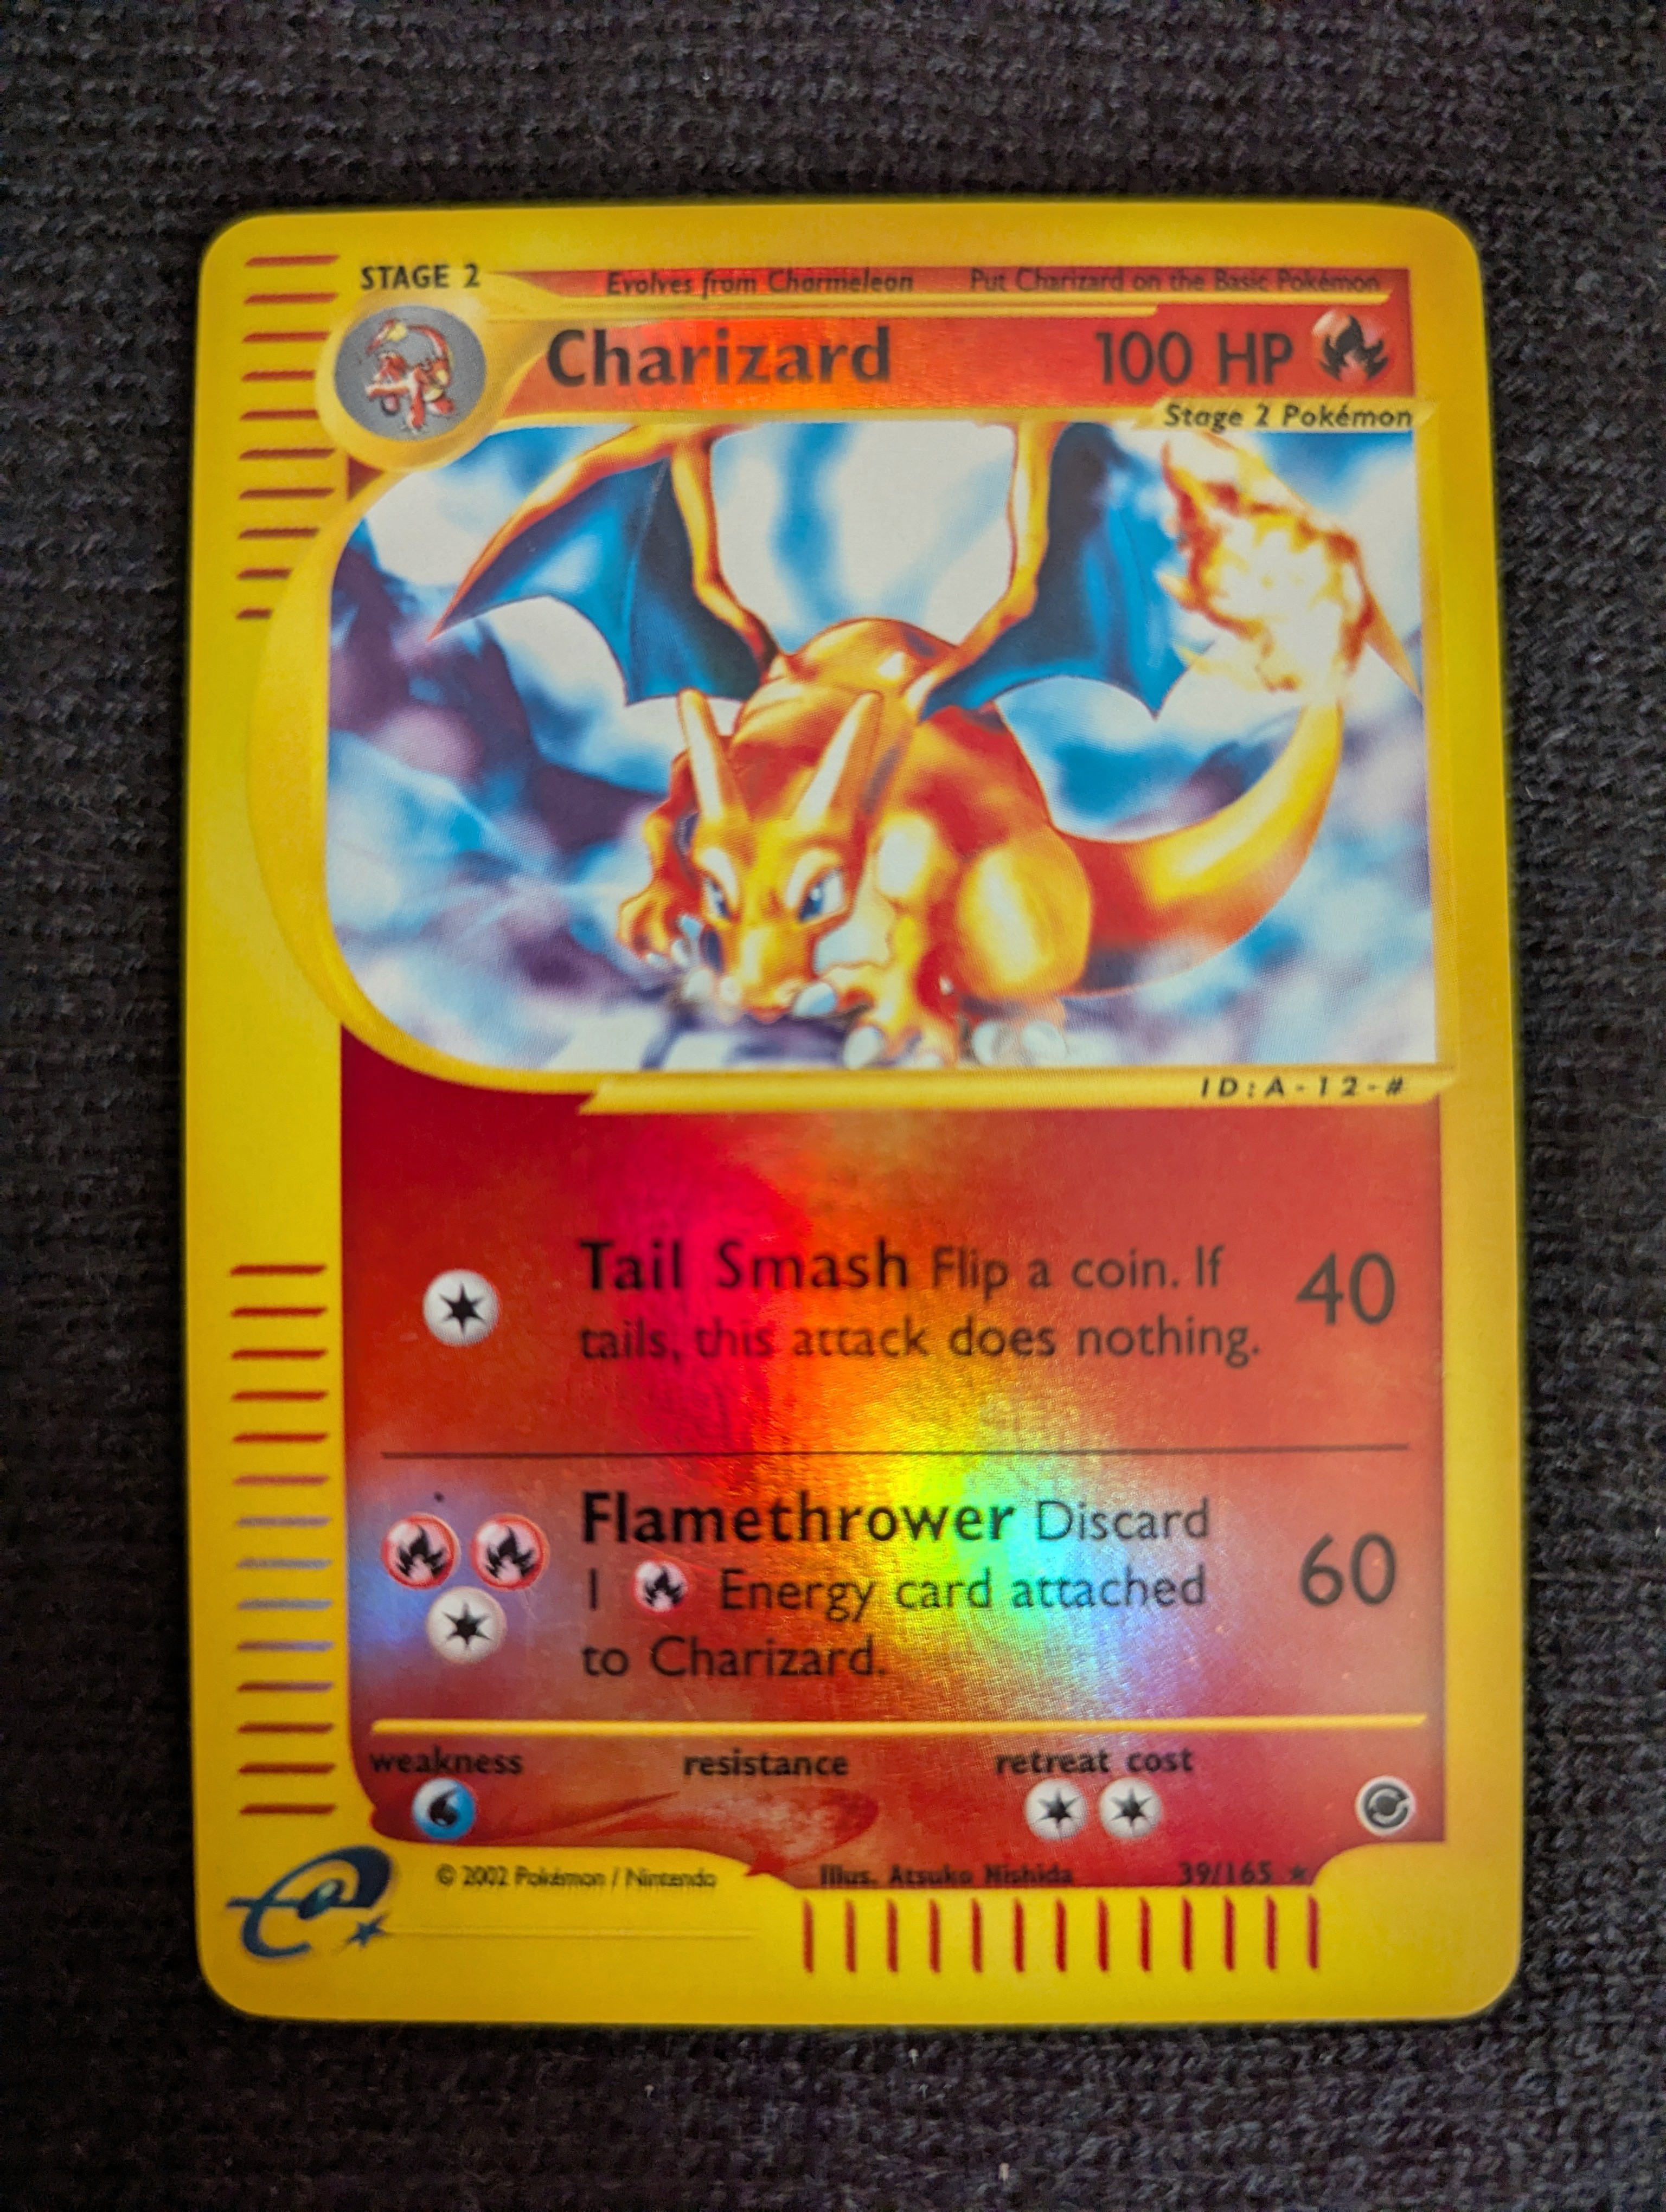 STAGE 2
Evolves from Charmeleon Put Charizard on the Basic Pokémon
Charizard 100 HP
Stage 2 Pokémon
ID:A-12-#
Tail Smash Flip a coin. If
tails, this attack does nothing.
40
Flamethrower Discard
1 Energy card attached
to Charizard.
60
weakness resistance retreat cost
© 2002 Pokémon / Nintendo Illus. Atsuko Nishida 39/165 ★
e